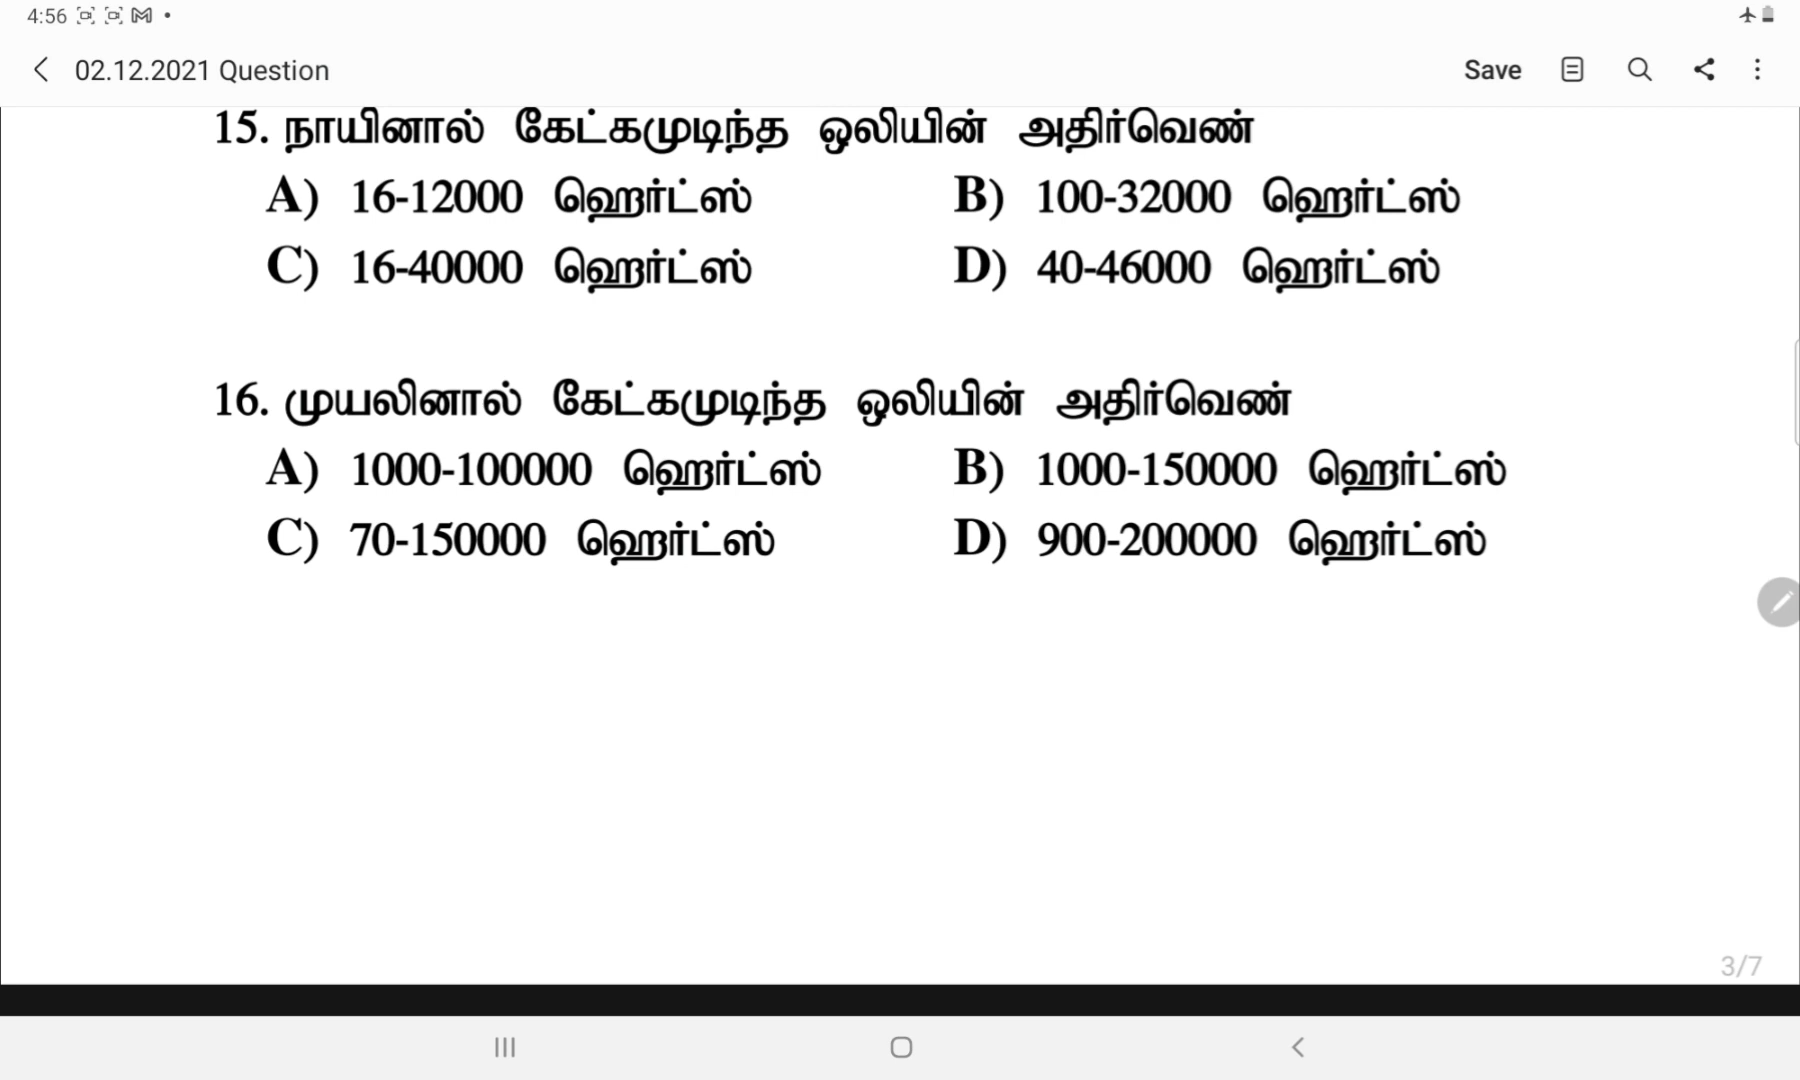 4:56
02.12.2021 Question Save
15. நாயினால் கேட்கமுடிந்த ஒலியின் அதிர்வெண்
A) 16-12000 ஹெர்ட்ஸ் B) 100-32000 ஹெர்ட்ஸ்
C) 16-40000 ஹெர்ட்ஸ் D) 40-46000 ஹெர்ட்ஸ்
16. முயலினால் கேட்கமுடிந்த ஒலியின் அதிர்வெண்
A) 1000-100000 ஹெர்ட்ஸ் B) 1000-150000 ஹெர்ட்ஸ்
C) 70-150000 ஹெர்ட்ஸ் D) 900-200000 ஹெர்ட்ஸ்
3/7